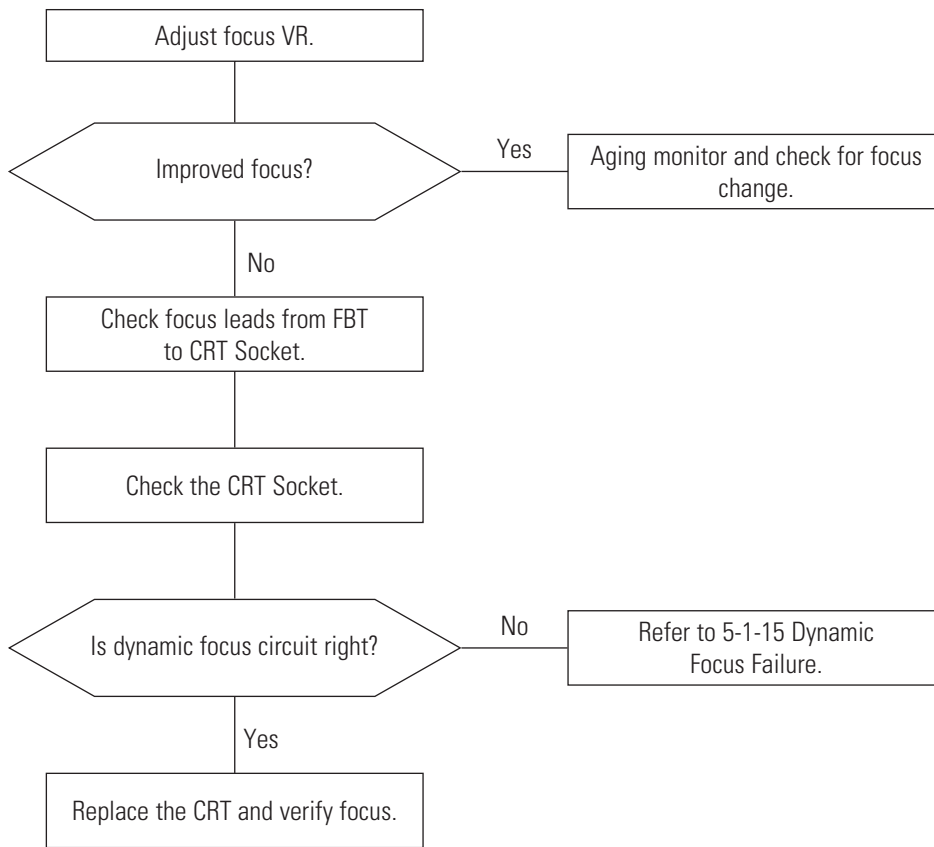 Adjust focus VR.
Improved focus?
Yes
Aging monitor and check for focus
change.
No
Check focus leads from FBT
to CRT Socket.
Check the CRT Socket.
Is dynamic focus circuit right?
No
Refer to 5-1-15 Dynamic
Focus Failure.
Yes
Replace the CRT and verify focus.